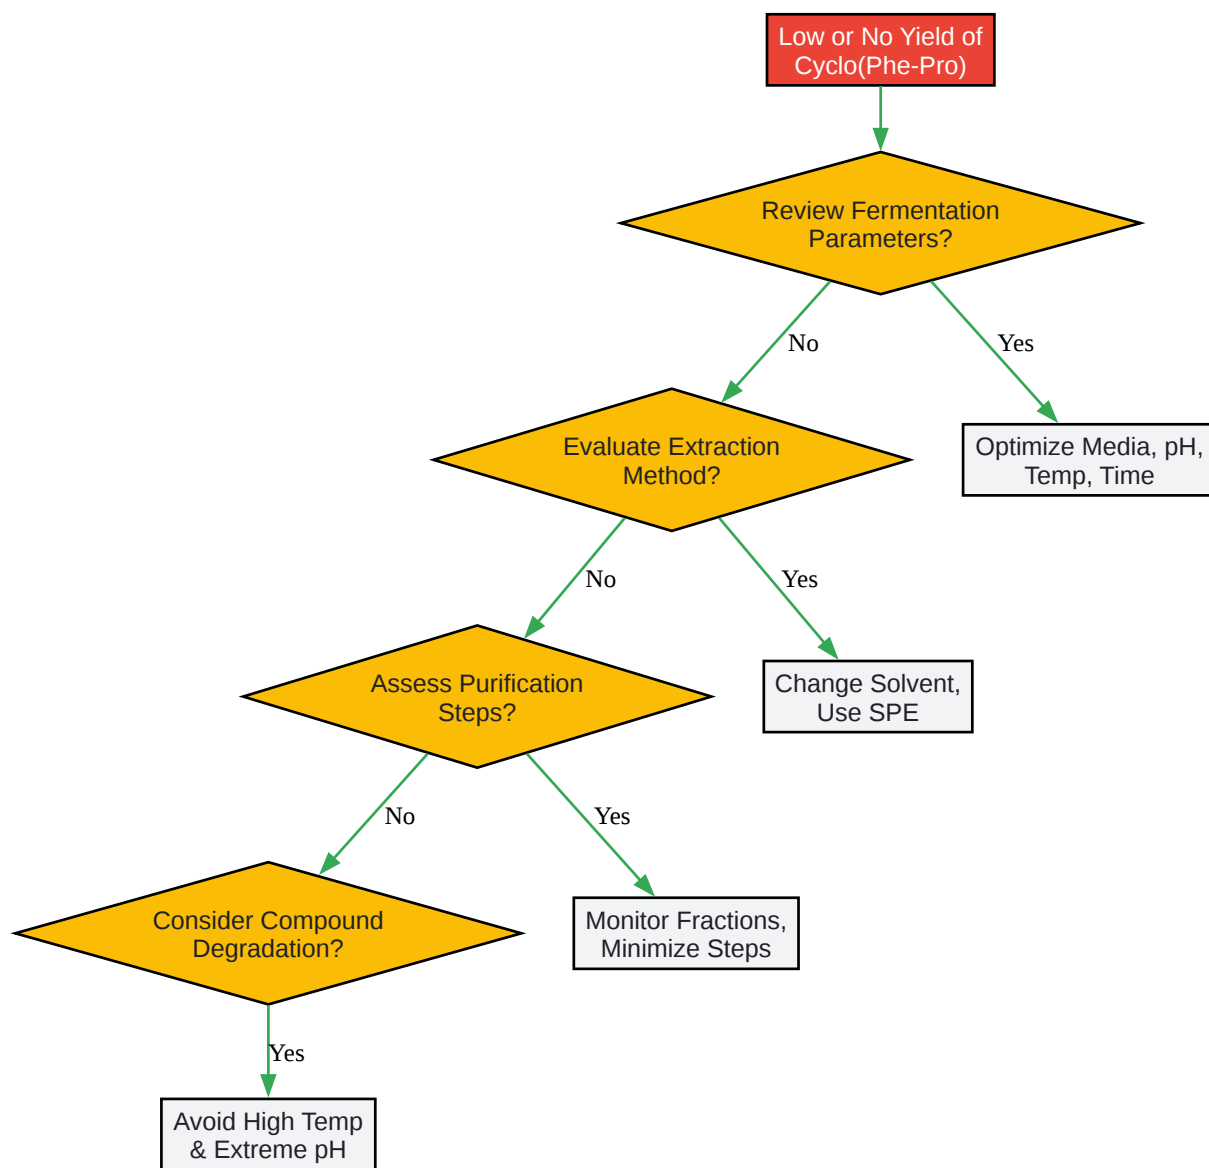 Low or No Yield of
Cyclo(Phe-Pro)
Review Fermentation
Parameters?
No
Yes
Evaluate Extraction
Method?
Optimize Media, pH,
Temp, Time
No
Yes
Assess Purification
Steps?
Change Solvent,
Use SPE
No
Yes
Consider Compound
Degradation?
Monitor Fractions,
Minimize Steps
Yes
Avoid High Temp
& Extreme pH